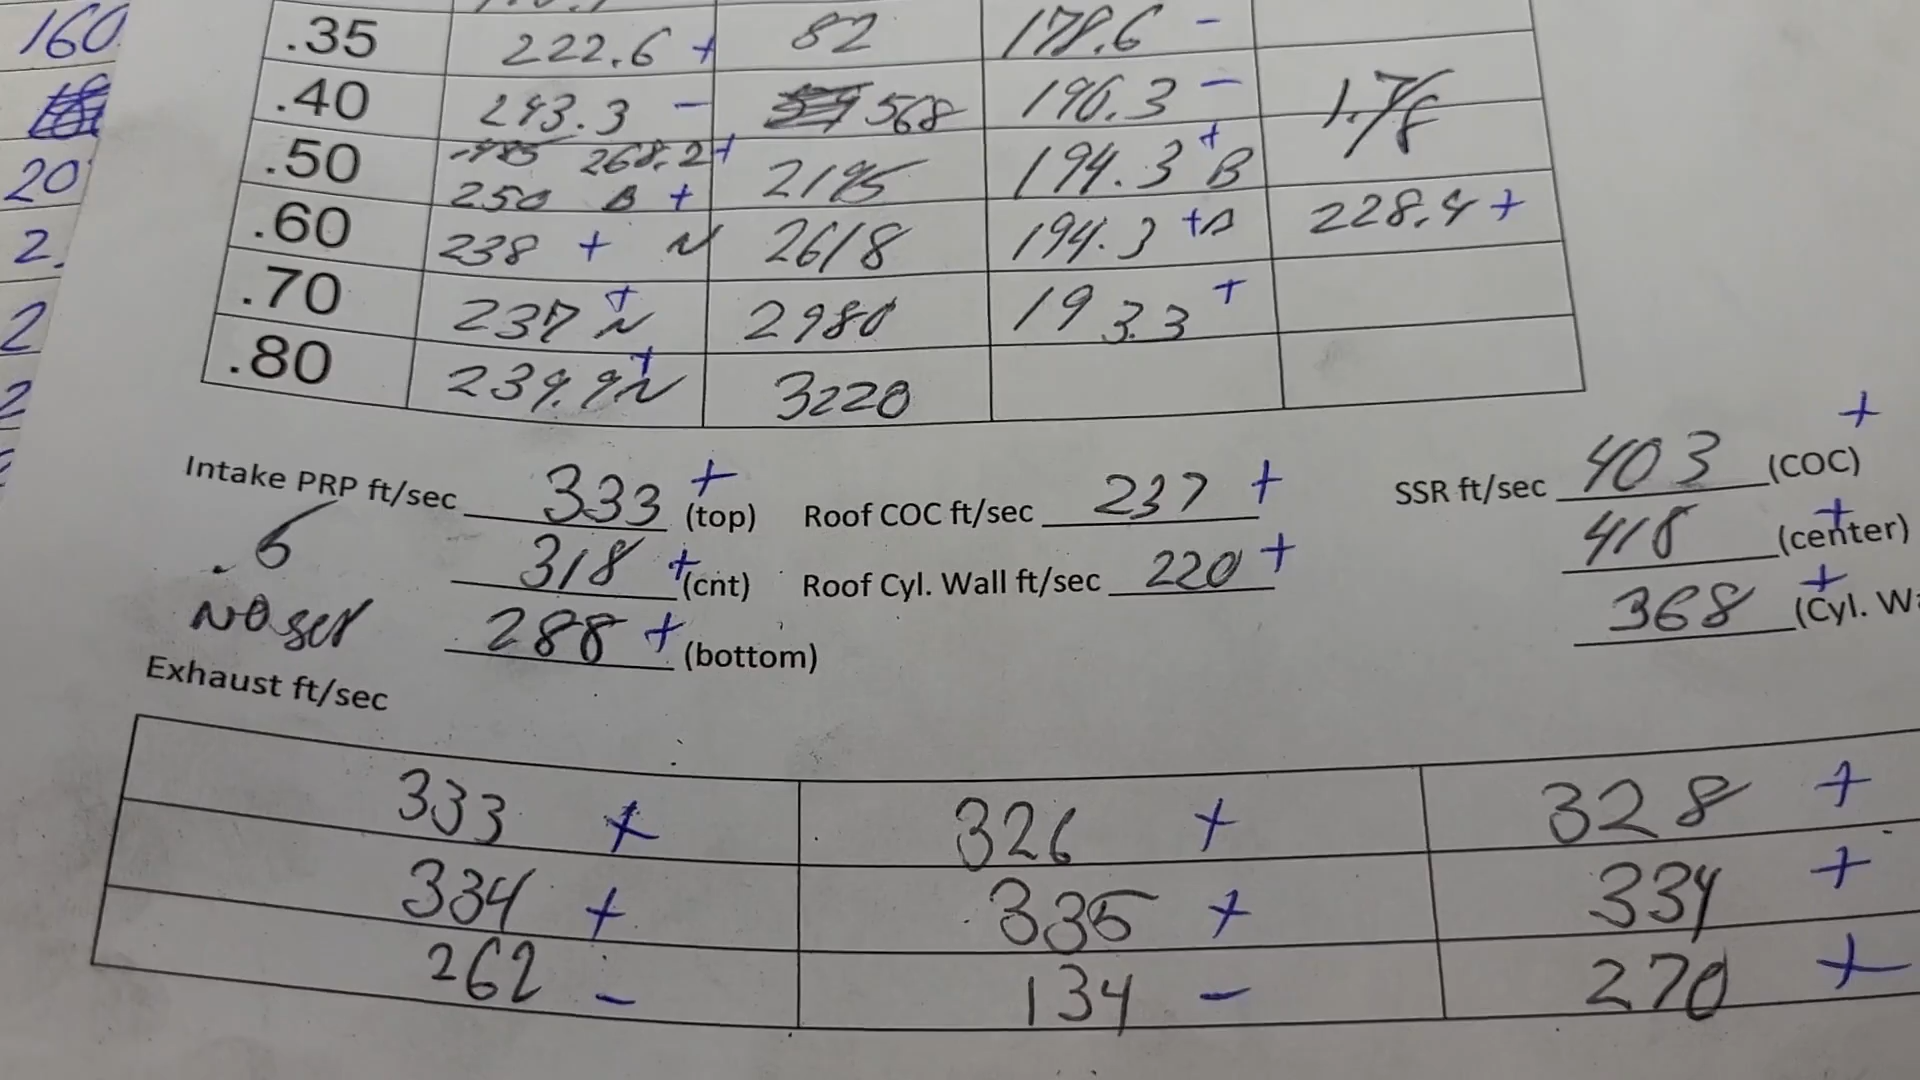 160
.35 222.6 + 82 178.6 -
.40 243.3 - 568 196.3 - 1.78
20
.50 .485 268.2 + 2195 194.3 + B
250 B + 228.4 +
2.
.60 238 + N 2618 194.3 + B
2
.70 237 + N 2980 193.3 +
2
.80 239.9 + N 3220
Intake PRP ft/sec 333 + (top) Roof COC ft/sec 237 + SSR ft/sec 403 + (COC)
.6 318 + (cnt) Roof Cyl. Wall ft/sec 220 + 418 + (center)
288 + (bottom) 368 + (Cyl. Wa
Exhaust ft/sec
333 + 326 + 328 +
334 + 335 + 334 +
262 - 134 - 270 +